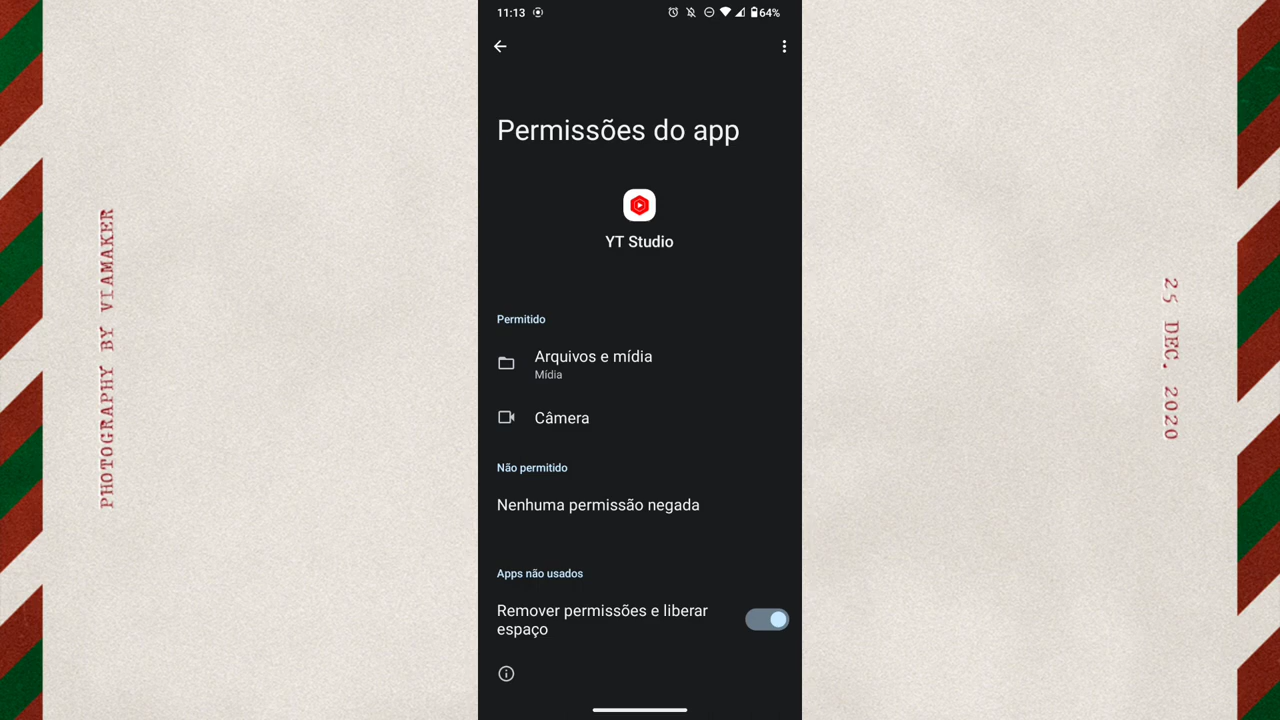 11:13
64%
Permissões do app
YT Studio
Permitido
Arquivos e mídia
Mídia
Câmera
Não permitido
Nenhuma permissão negada
Apps não usados
Remover permissões e liberar
espaço
PHOTOGRAPHY BY VIAMAKER
25 DEC, 2020